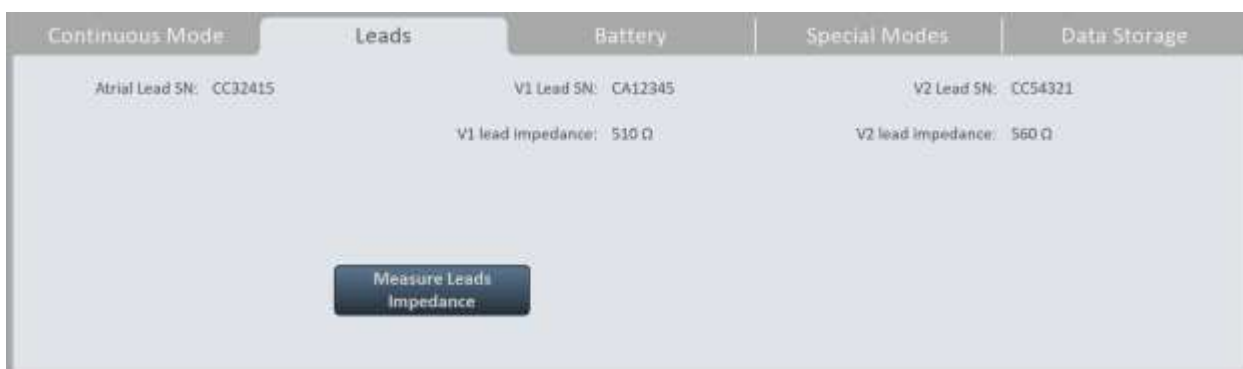 Continuous Mode
Leads
Battery
Special Modes
Data Storage
Atrial Lead SN: CC32415
V1 Lead SN: CA12345
V2 Lead SN: CC54321
V1 lead impedance: 510 Ω
V2 lead impedance: 560 Ω
Measure Leads
Impedance